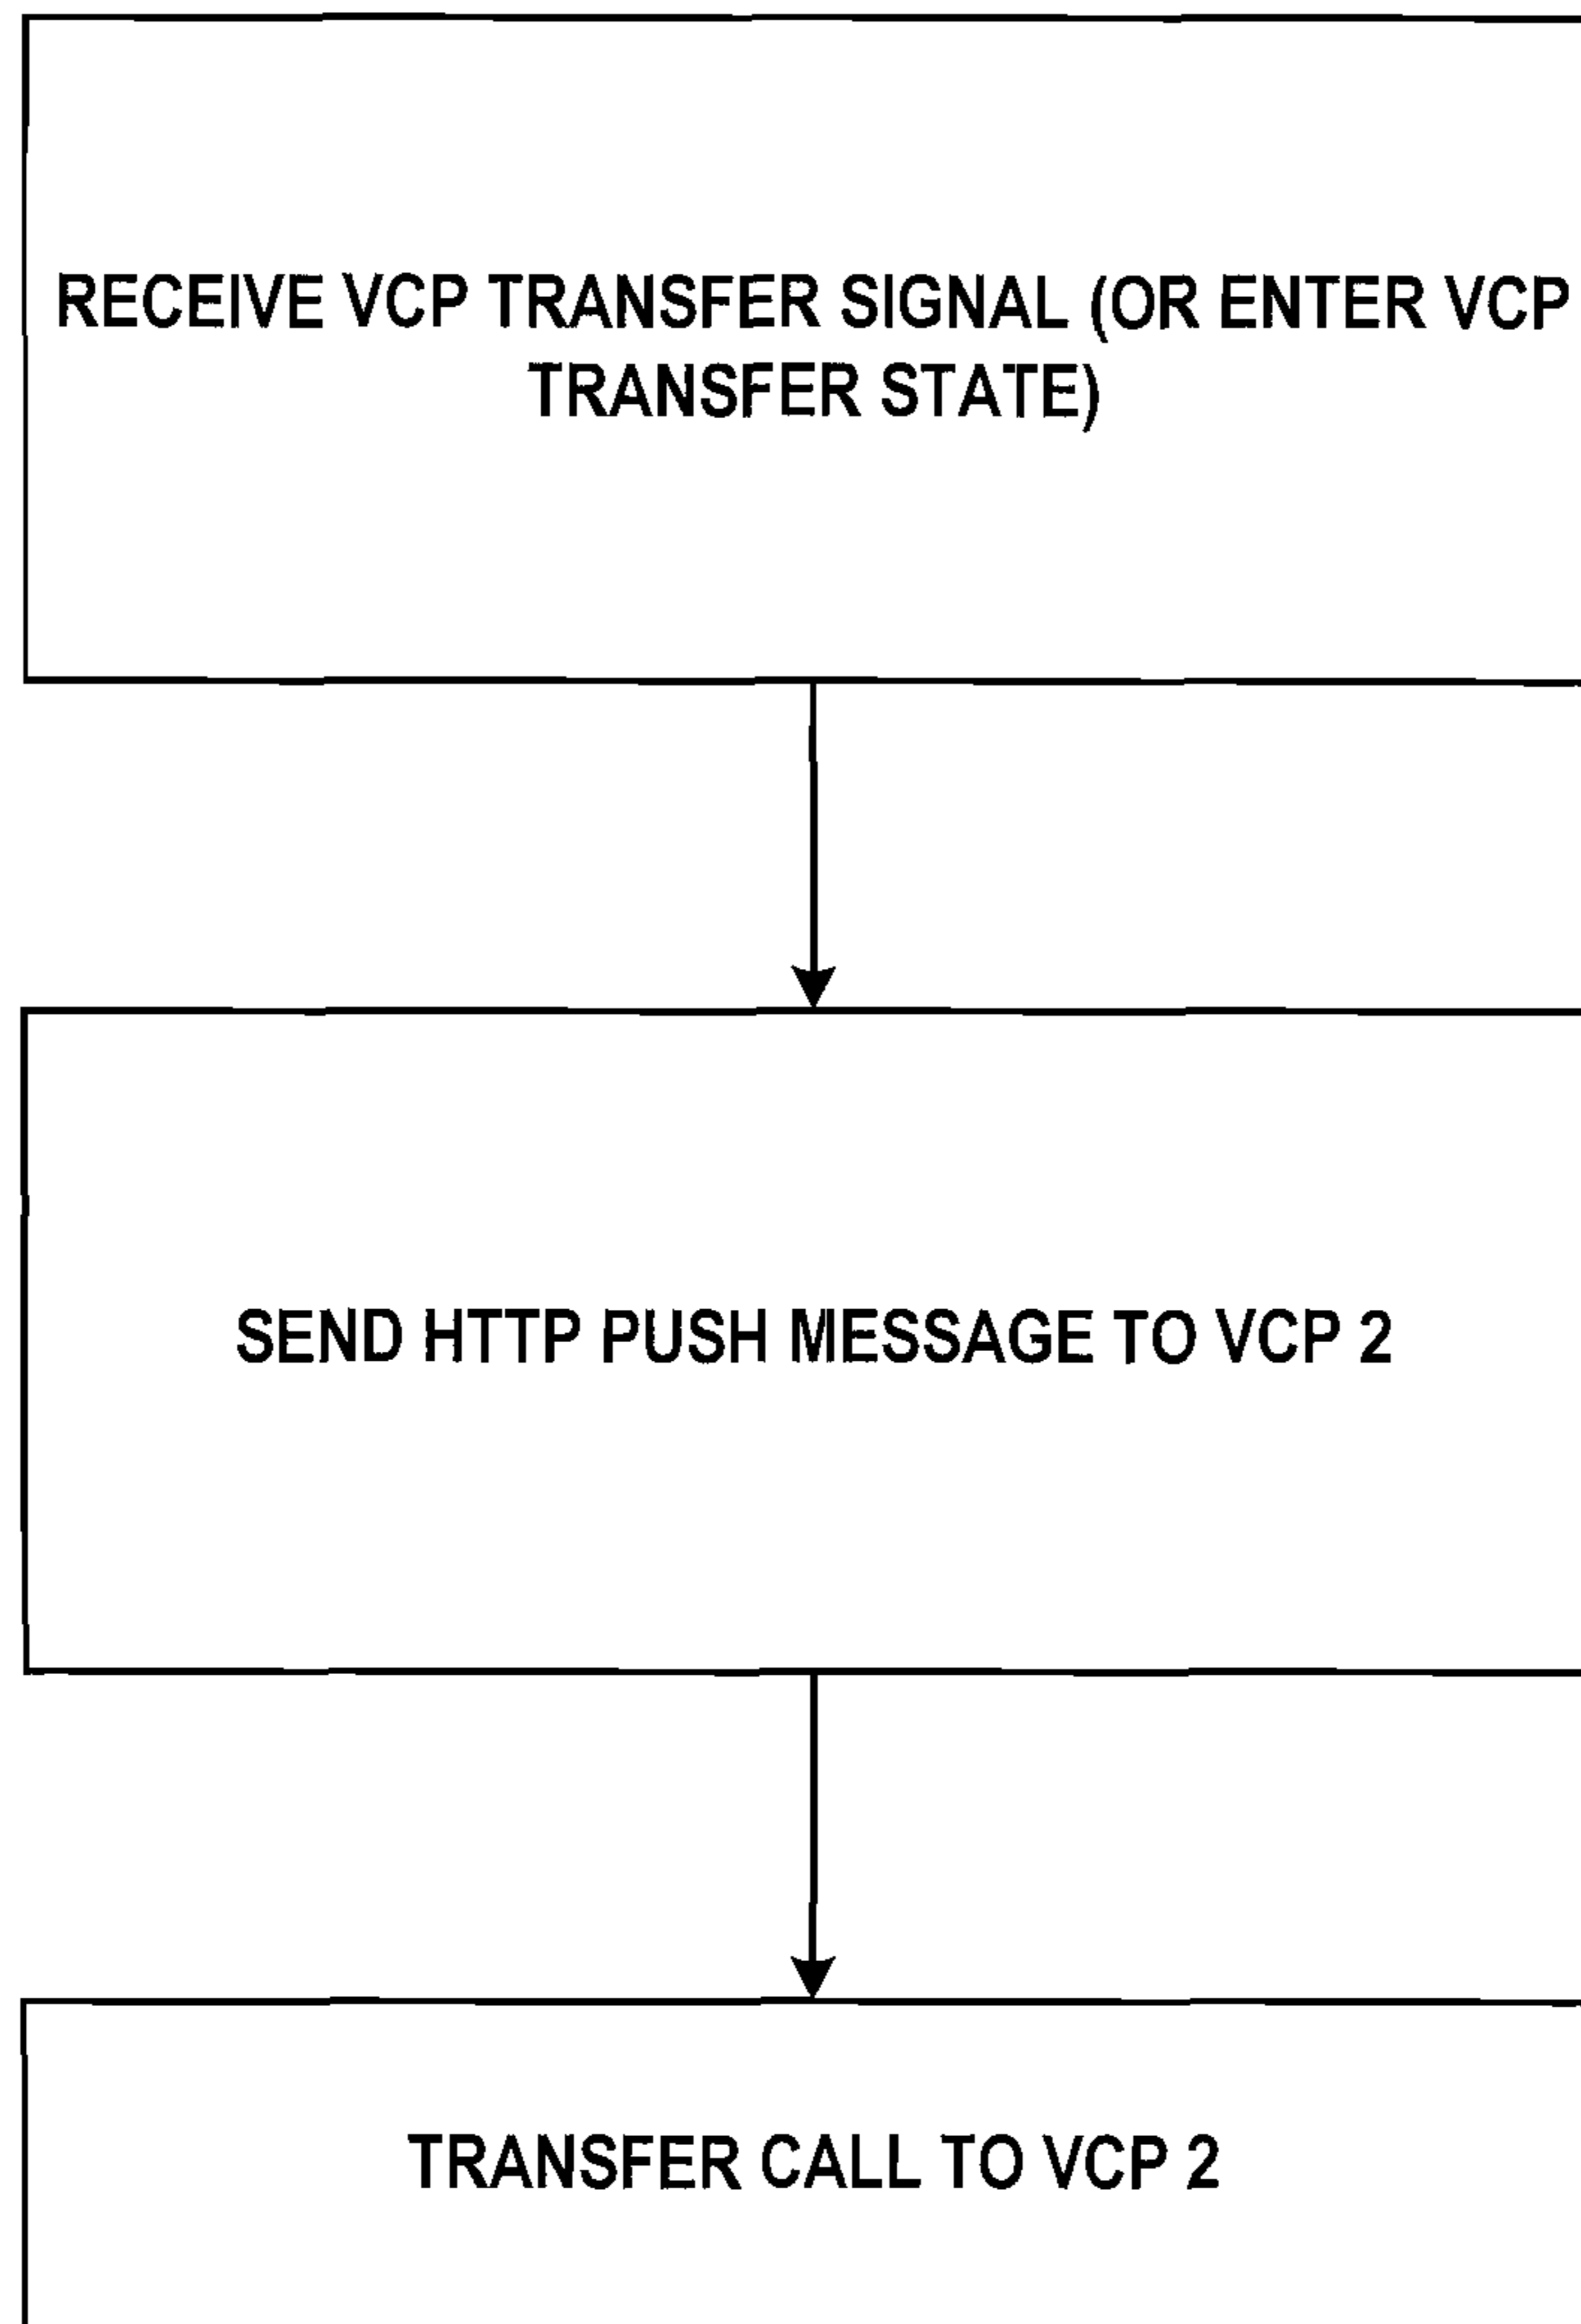 RECEIVE VCP TRANSFER SIGNAL (OR ENTER VCP
TRANSFER STATE)
SEND HTTP PUSH MESSAGE TO VCP 2
TRANSFER CALL TO VCP 2